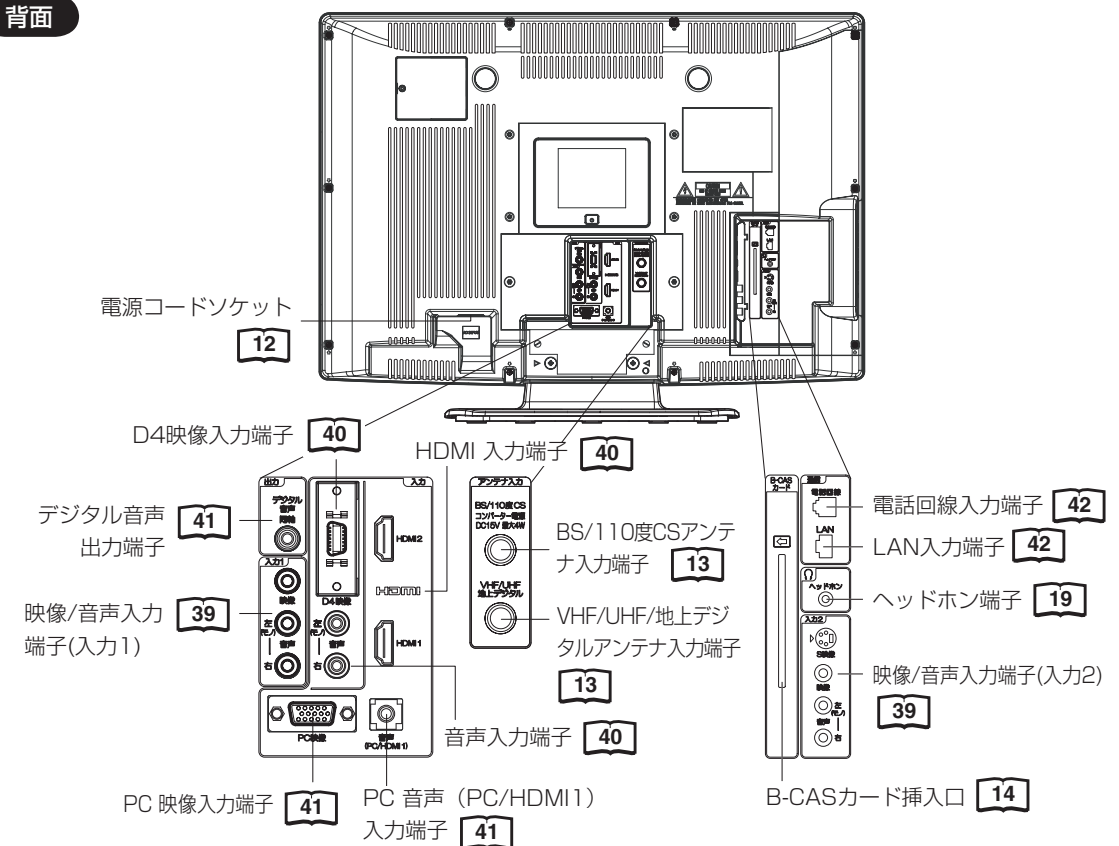 背面
電源コードソケット
12
D4映像入力端子 40
HDMI 入力端子 40
デジタル音声 41
出力端子
映像/音声入力 39
端子(入力1)
出力
デジタル
音声
同軸
入力
入力1
映像
左
(モノ)
音声
右
D4映像
左
(モノ)
音声
右
HDMI2
HDMI
HDMI1
PC映像
音声
(PC/HDMI1)
音声入力端子 40
PC 映像入力端子 41
PC 音声（PC/HDMI1）
入力端子 41
アンテナ入力
BS/110度CS
コンバーター電源
DC15V 最大4W
VHF/UHF
地上デジタル
BS/110度CSアンテ
ナ入力端子 13
VHF/UHF/地上デジ
タルアンテナ入力端子
13
B-CAS
カード
電話回線
LAN
ヘッドホン
入力2
S映像
映像
左
(モノ)
音声
右
電話回線入力端子 42
LAN入力端子 42
ヘッドホン端子 19
映像/音声入力端子(入力2)
39
B-CASカード挿入口 14